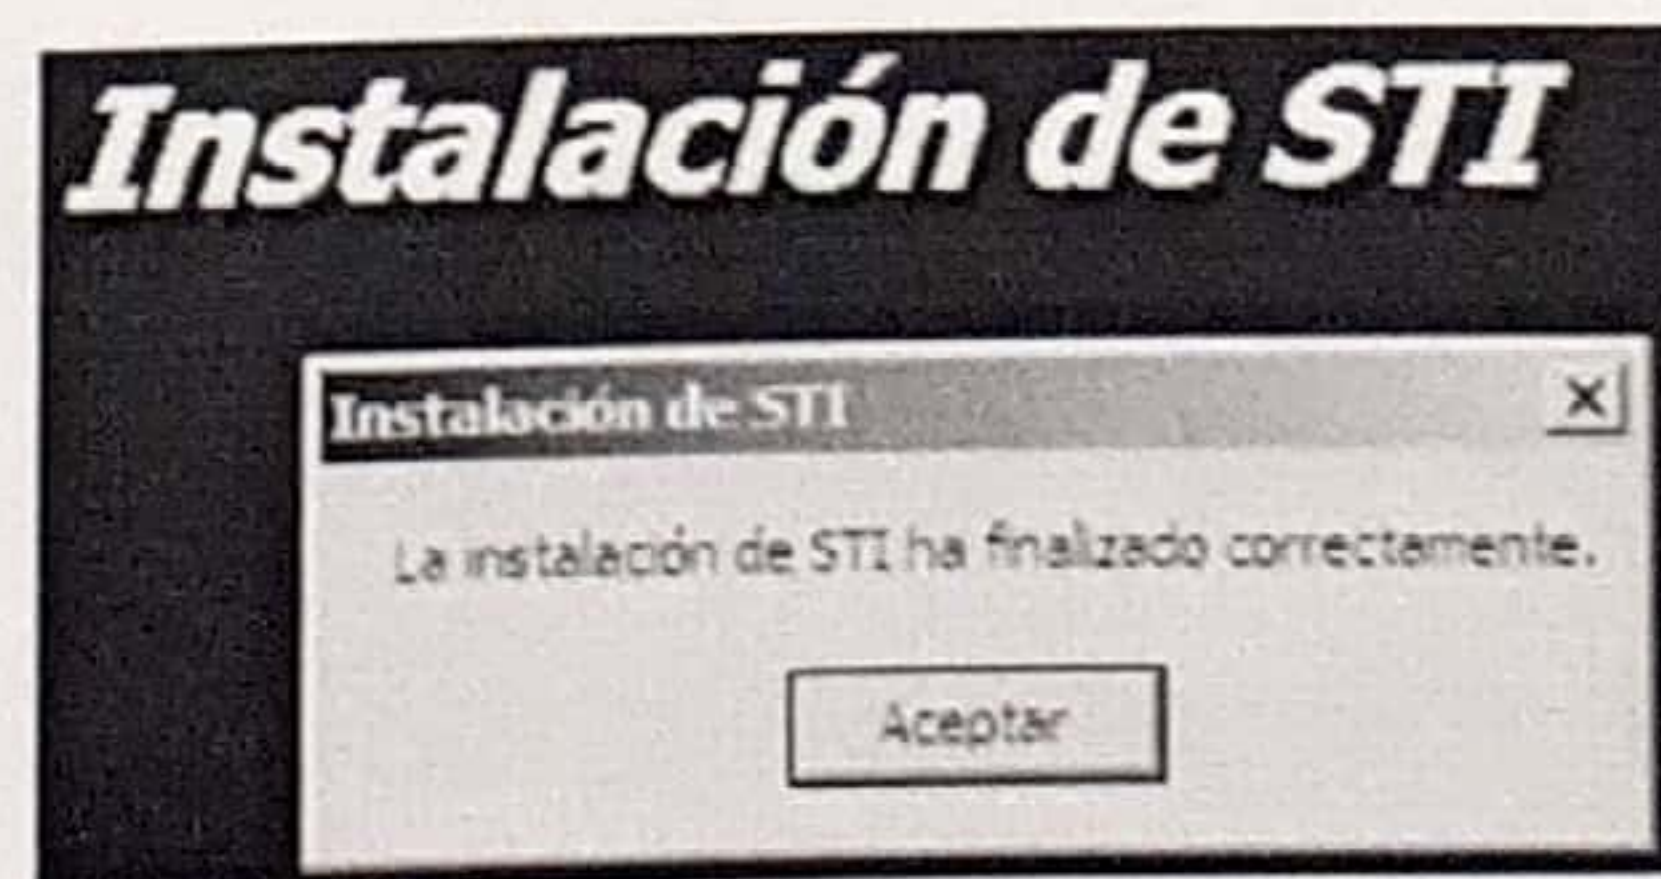 Instalación de STI
Instalación de STI
La instalación de STI ha finalizado correctamente.
Aceptar